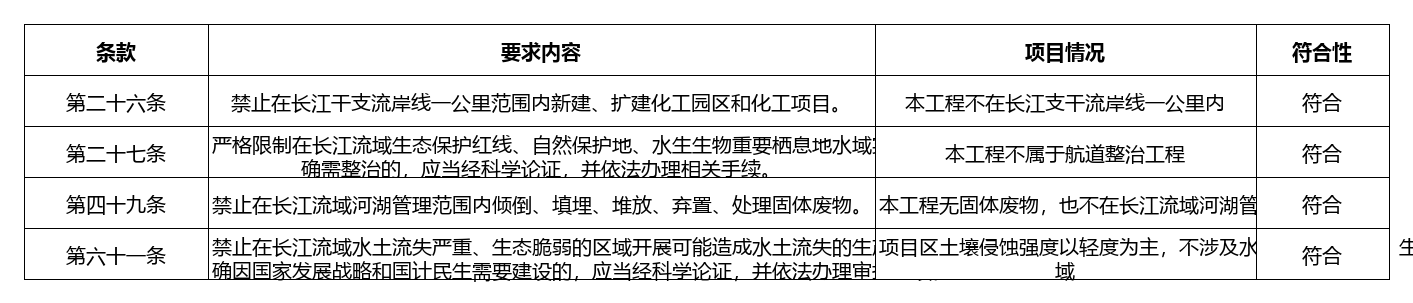 条款 要求内容 项目情况 符合性
第二十六条 禁止在长江干支流岸线一公里范围内新建、扩建化工园区和化工项目。 本工程不在长江支干流岸线一公里内 符合
第二十七条 严格限制在长江流域生态保护红线、自然保护地、水生生物重要栖息地水域实
确需整治的，应当经科学论证，并依法办理相关手续。 本工程不属于航道整治工程 符合
第四十九条 禁止在长江流域河湖管理范围内倾倒、填埋、堆放、弃置、处理固体废物。 本工程无固体废物，也不在长江流域河湖管 符合
第六十一条 禁止在长江流域水土流失严重、生态脆弱的区域开展可能造成水土流失的生产 项目区土壤侵蚀强度以轻度为主，不涉及水 符合 生
确因国家发展战略和国计民生需要建设的，应当经科学论证，并依法办理审 域